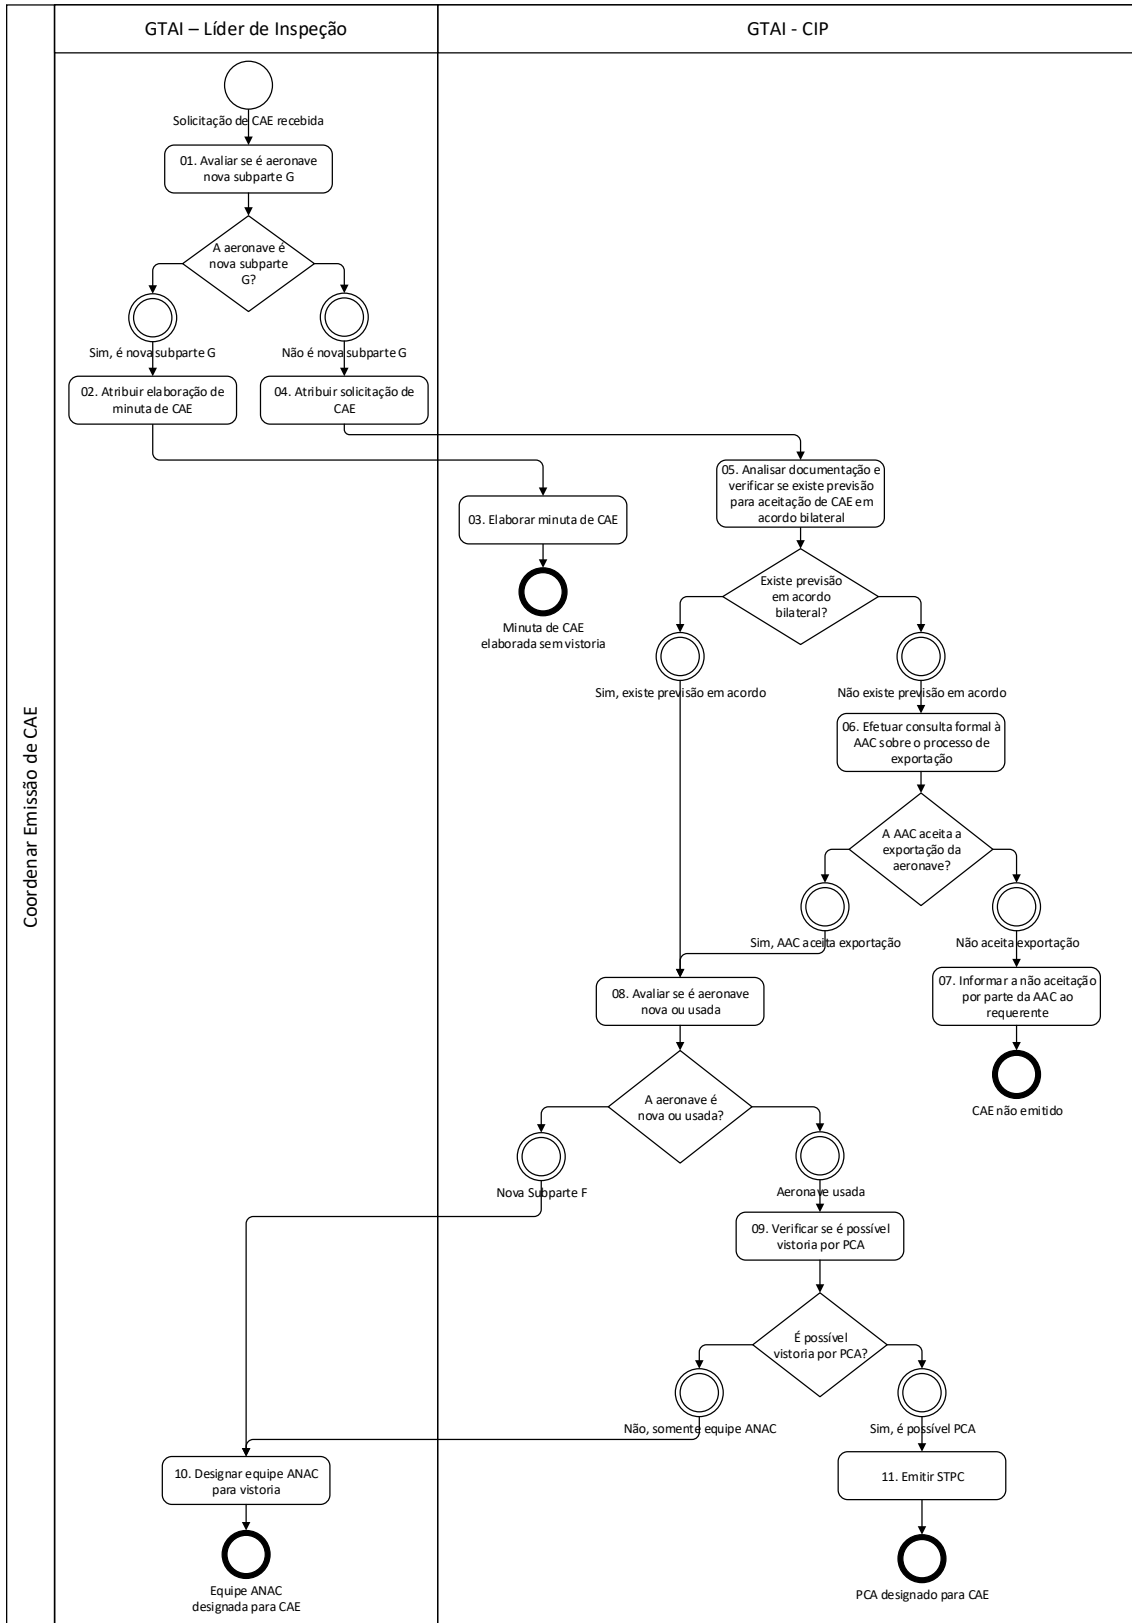 Coordenar Emissão de CAE
GTAI – Líder de Inspeção
GTAI - CIP
Solicitação de CAE recebida
01. Avaliar se é aeronave
nova subparte G
A aeronave é
nova subparte
G?
Sim, é nova subparte G
Não é nova subparte G
02. Atribuir elaboração de
minuta de CAE
04. Atribuir solicitação de
CAE
03. Elaborar minuta de CAE
Minuta de CAE
elaborada sem vistoria
05. Analisar documentação e
verificar se existe previsão
para aceitação de CAE em
acordo bilateral
Existe previsão
em acordo
bilateral?
Sim, existe previsão em acordo
Não existe previsão em acordo
06. Efetuar consulta formal à
AAC sobre o processo de
exportação
A AAC aceita a
exportação da
aeronave?
Sim, AAC aceita exportação
Não aceita exportação
07. Informar a não aceitação
por parte da AAC ao
requerente
CAE não emitido
08. Avaliar se é aeronave
nova ou usada
A aeronave é
nova ou usada?
Nova Subparte F
Aeronave usada
09. Verificar se é possível
vistoria por PCA
É possível
vistoria por PCA?
Não, somente equipe ANAC
Sim, é possível PCA
10. Designar equipe ANAC
para vistoria
11. Emitir STPC
Equipe ANAC
designada para CAE
PCA designado para CAE